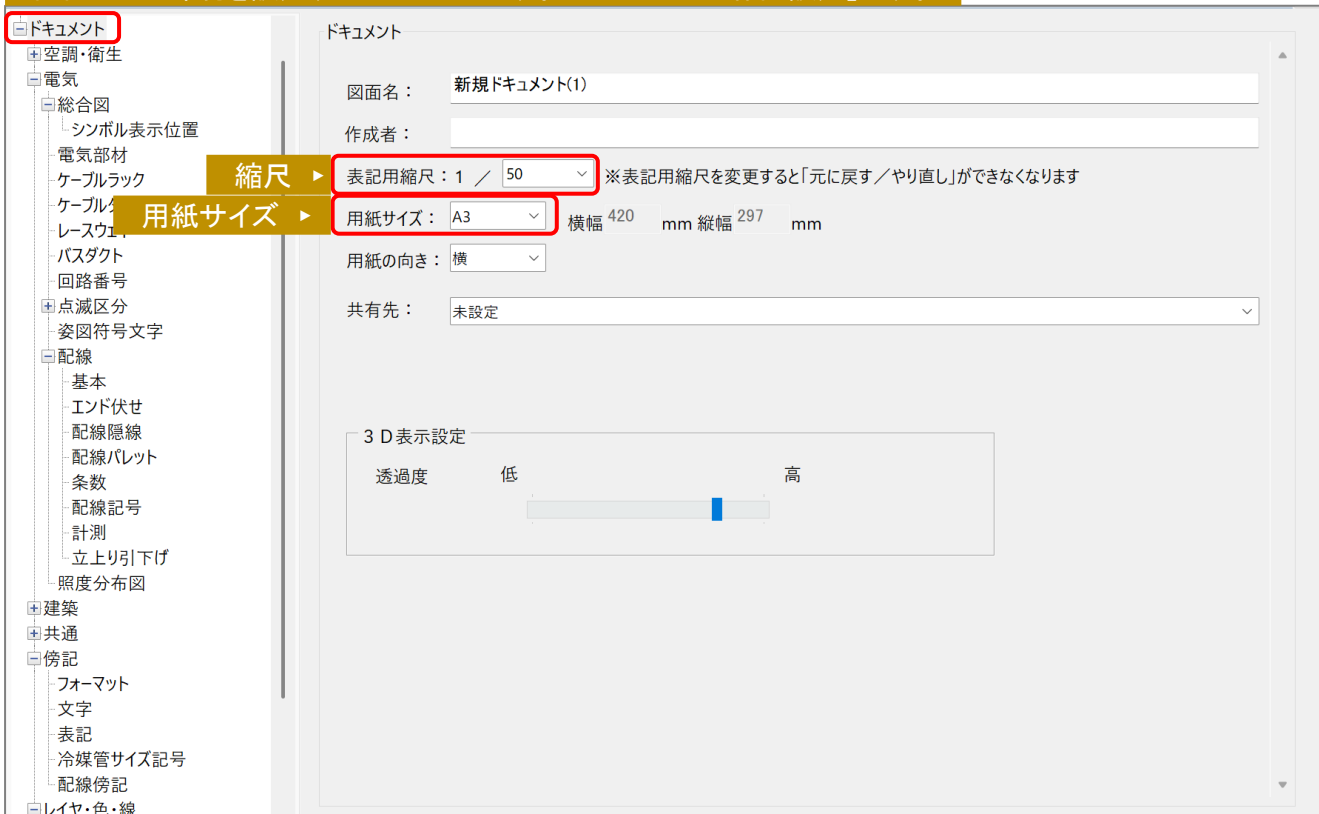 ドキュメント
空調・衛生
電気
総合図
シンボル表示位置
電気部材
ケーブルラック
レースウェイ
バスダクト
回路番号
点滅区分
姿図符号文字
配線
基本
エンド伏せ
配線隠線
配線パレット
条数
配線記号
計測
立上り引下げ
照度分布図
建築
共通
傍記
フォーマット
文字
表記
冷媒管サイズ記号
配線傍記
レイヤ・色・線
縮尺
用紙サイズ
ドキュメント
図面名: 新規ドキュメント(1)
作成者:
表記用縮尺:1 / 50 ※表記用縮尺を変更すると「元に戻す/やり直し」ができなくなります
用紙サイズ: A3 横幅 420 mm 縦幅 297 mm
用紙の向き: 横
共有先: 未設定
3D表示設定
透過度 低 高